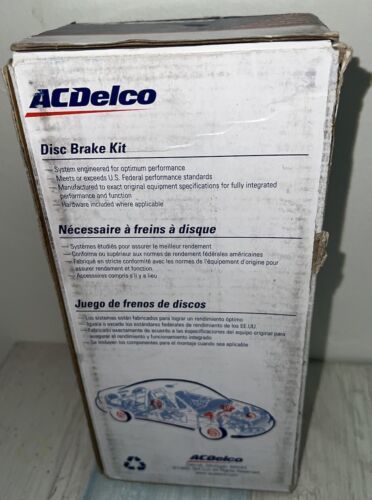 ACDelco
Disc Brake Kit
— System engineered for optimum performance
— Meets or exceeds U.S. Federal performance standards
— Manufactured to exact original equipment specifications for fully integrated
performance and function
— Hardware included where applicable
Nécessaire à freins à disque
— Systèmes étudiés pour assurer le meilleur rendement
— Conforme ou supérieur aux normes de rendement fédérales américaines
— Fabriqué en stricte conformité avec les normes de l'équipement d'origine pour
assurer rendement et fonction.
— Accessoires compris s'il y a lieu
Juego de frenos de discos
— Los sistemas están fabricados para lograr un rendimiento óptimo
— Iguala o excede los estándares federales de rendimiento de los EE.UU.
— Fabricado exactamente de acuerdo a las especificaciones del equipo original para
asegurar el rendimiento y funcionamiento integrado
— Se incluyen los componentes para el montaje cuando sea aplicable
ACDelco
Detroit, Michigan
All Rights Reserved